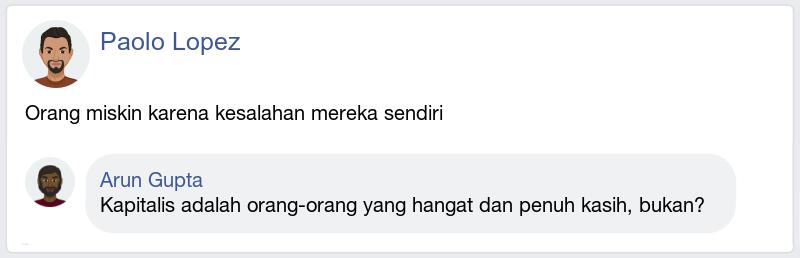 Paolo Lopez
Orang miskin karena kesalahan mereka sendiri
Arun Gupta
Kapitalis adalah orang-orang yang hangat dan penuh kasih, bukan?